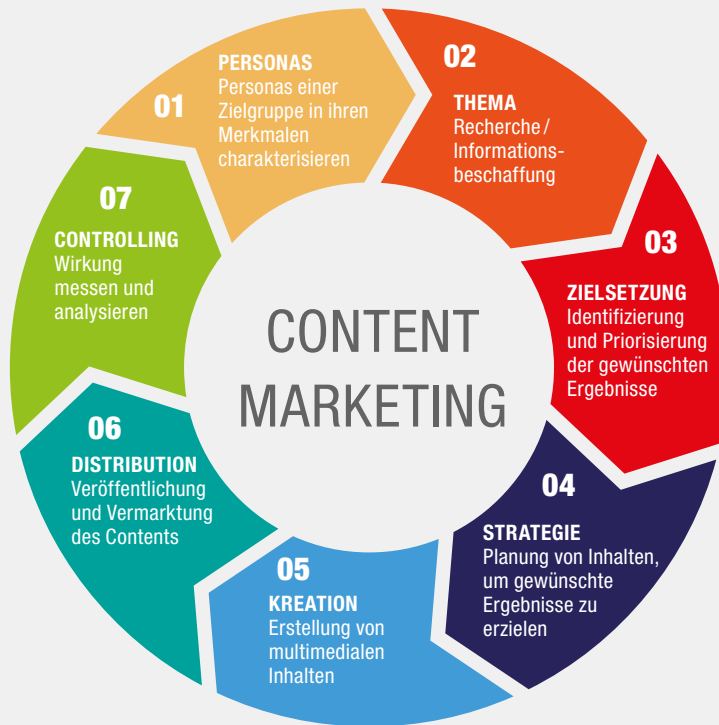 01
PERSONAS
Personas einer
Zielgruppe in ihren
Merkmalen
charakterisieren
02
THEMA
Recherche / 
Informations-
beschaffung
03
ZIELSETZUNG
Identifizierung
und Priorisierung
der gewünschten
Ergebnisse
04
STRATEGIE
Planung von Inhalten,
um gewünschte
Ergebnisse zu
erzielen
05
KREATION
Erstellung von
multimedialen
Inhalten
06
DISTRIBUTION
Veröffentlichung
und Vermarktung
des Contents
07
CONTROLLING
Wirkung
messen und
analysieren
CONTENT
MARKETING